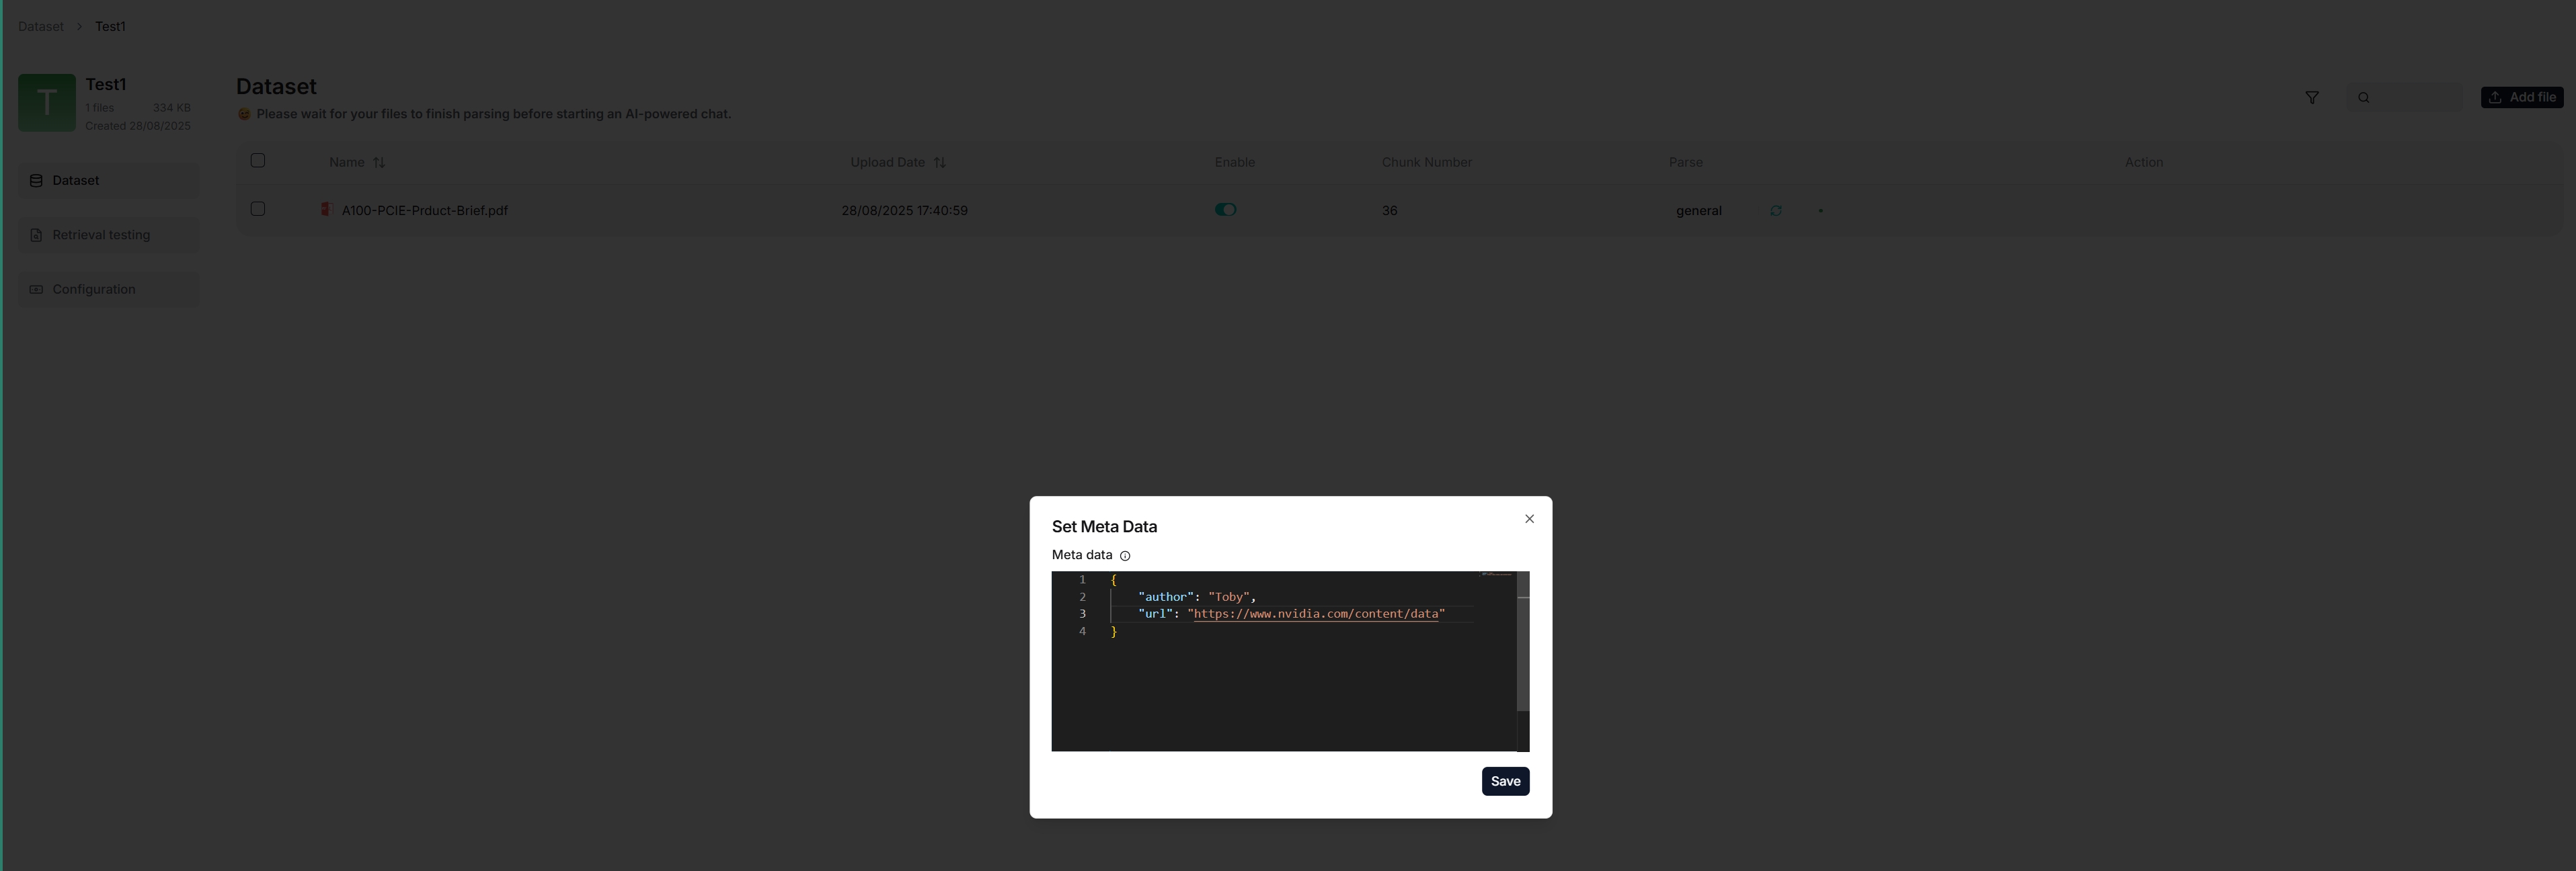 Dataset > Test1
T
Test1
1 files 334 KB
Created 28/08/2025
Dataset
Retrieval testing
Configuration
Dataset
Please wait for your files to finish parsing before starting an AI-powered chat.
Add file
Name Upload Date Enable Chunk Number Parse Action
A100-PCIE-Prduct-Brief.pdf 28/08/2025 17:40:59 36 general
Set Meta Data
Meta data
1 {
2 "author": "Toby",
3 "url": "https://www.nvidia.com/content/data"
4 }
Save